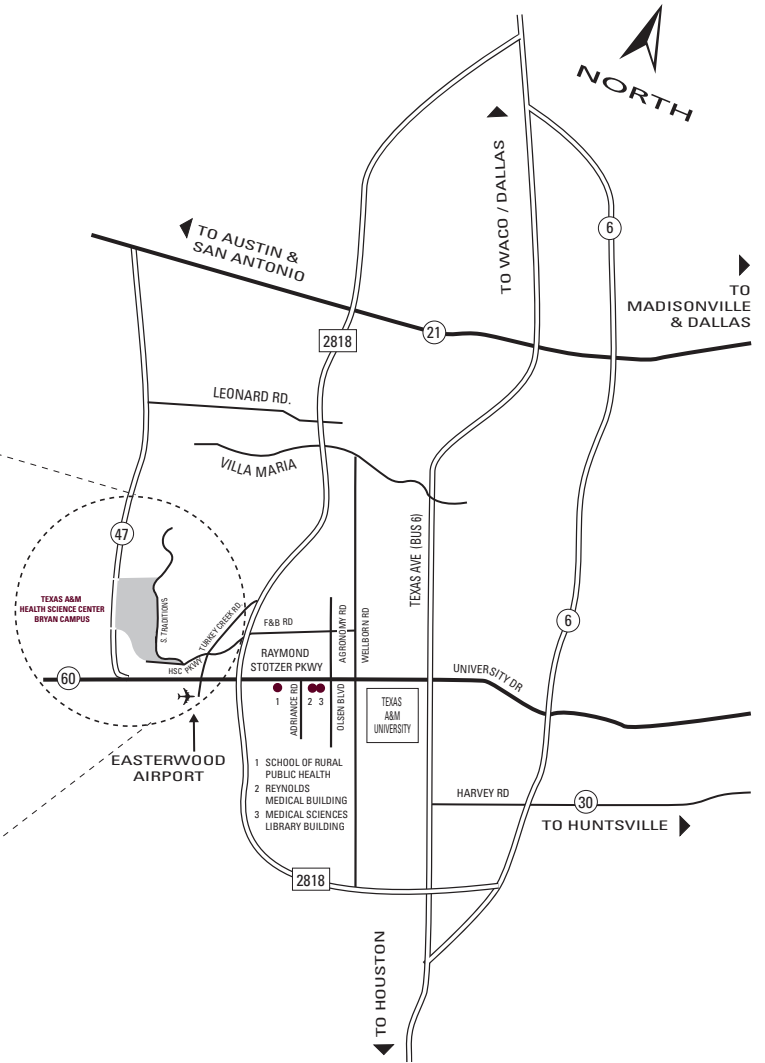 NORTH
TO WACO / DALLAS
6
TO AUSTIN &
SAN ANTONIO
TO
MADISONVILLE
& DALLAS
21
2818
LEONARD RD.
VILLA MARIA
47
TEXAS AVE (BUS 6)
TEXAS A&M
HEALTH SCIENCE CENTER
BRYAN CAMPUS
S. TRADITIONS
TURKEY CREEK RD.
F&B RD
AGRONOMY RD
WELLBORN RD
6
HSC PKWY
RAYMOND
STOTZER PKWY
UNIVERSITY DR
60
1
ADRIANCE RD
2
3
OLSEN BLVD
TEXAS
A&M
UNIVERSITY
EASTERWOOD
AIRPORT
1 SCHOOL OF RURAL
PUBLIC HEALTH
2 REYNOLDS
MEDICAL BUILDING
3 MEDICAL SCIENCES
LIBRARY BUILDING
HARVEY RD
30
TO HUNTSVILLE
2818
TO HOUSTON